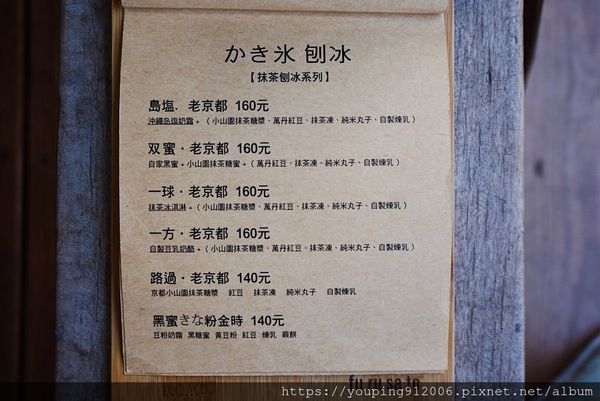 かき氷 刨冰
【抹茶刨冰系列】
島塩．老京都 160元
沖繩島塩奶霜 +（小山園抹茶糖漿、萬丹紅豆、抹茶凍、純米丸子、自製煉乳）
双蜜・老京都 160元
自家黑蜜 + 小山園抹茶糖蜜 +（萬丹紅豆、抹茶凍、純米丸子、自製煉乳）
一球・老京都 160元
抹茶冰淇淋 +（小山園抹茶糖漿、萬丹紅豆、抹茶凍、純米丸子、自製煉乳）
一方・老京都 160元
自製豆乳奶酪 +（小山園抹茶糖漿、萬丹紅豆、抹茶凍、純米丸子、自製煉乳）
路過・老京都 140元
京都小山園抹茶糖漿 紅豆 抹茶凍 純米丸子 自製煉乳
黑蜜きな粉金時 140元
豆粉奶霜 黑糖蜜 黃豆粉 紅豆 煉乳 蕨餅
fu ru sa to
https://youping912006.pixnet.net/album